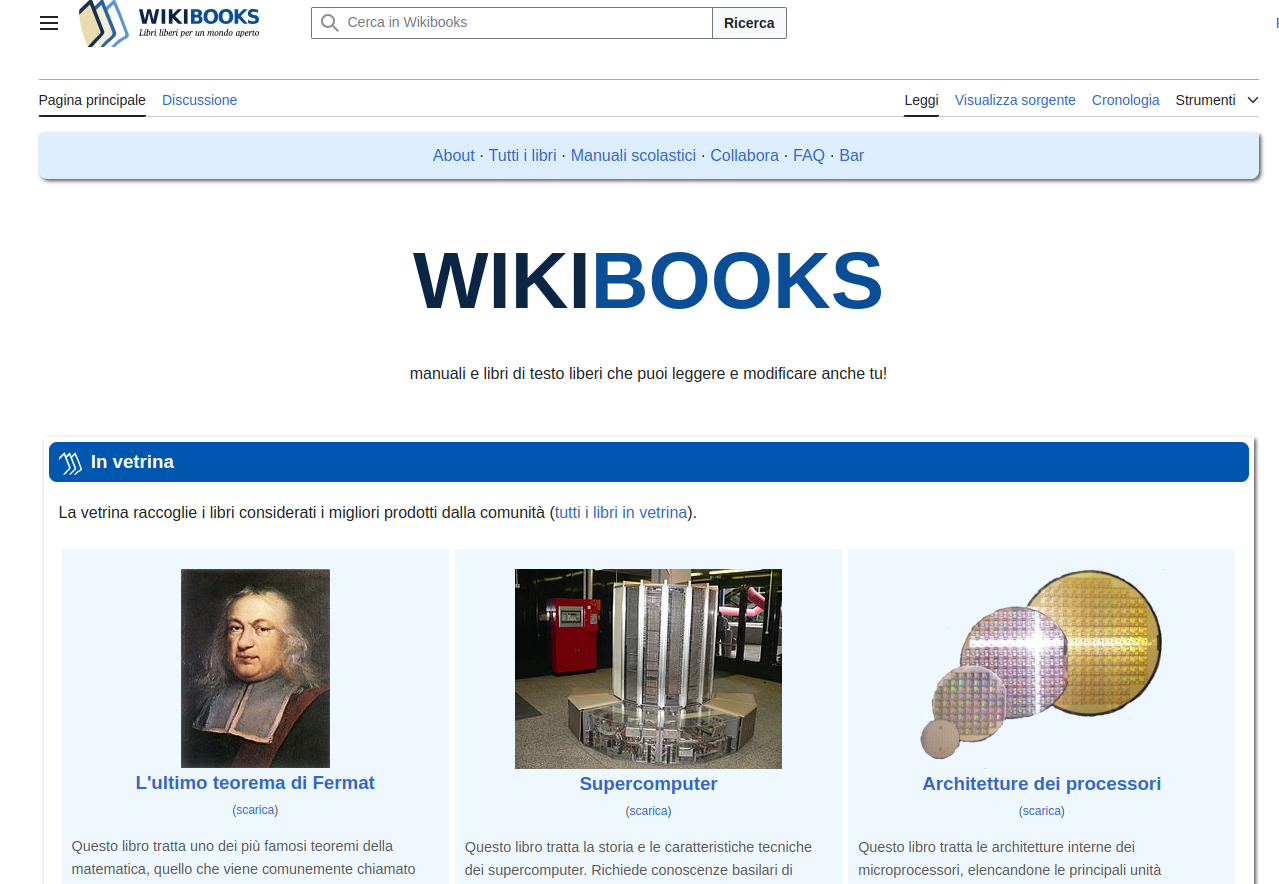 WIKIBOOKS
Libri liberi per un mondo aperto
Cerca in Wikibooks
Ricerca
Pagina principale Discussione
Leggi Visualizza sorgente Cronologia Strumenti
About · Tutti i libri · Manuali scolastici · Collabora · FAQ · Bar
WIKIBOOKS
manuali e libri di testo liberi che puoi leggere e modificare anche tu!
In vetrina
La vetrina raccoglie i libri considerati i migliori prodotti dalla comunità (tutti i libri in vetrina).
L'ultimo teorema di Fermat
(scarica)
Questo libro tratta uno dei più famosi teoremi della
matematica, quello che viene comunemente chiamato
Supercomputer
(scarica)
Questo libro tratta la storia e le caratteristiche tecniche
dei supercomputer. Richiede conoscenze basilari di
Architetture dei processori
(scarica)
Questo libro tratta le architetture interne dei
microprocessori, elencandone le principali unità